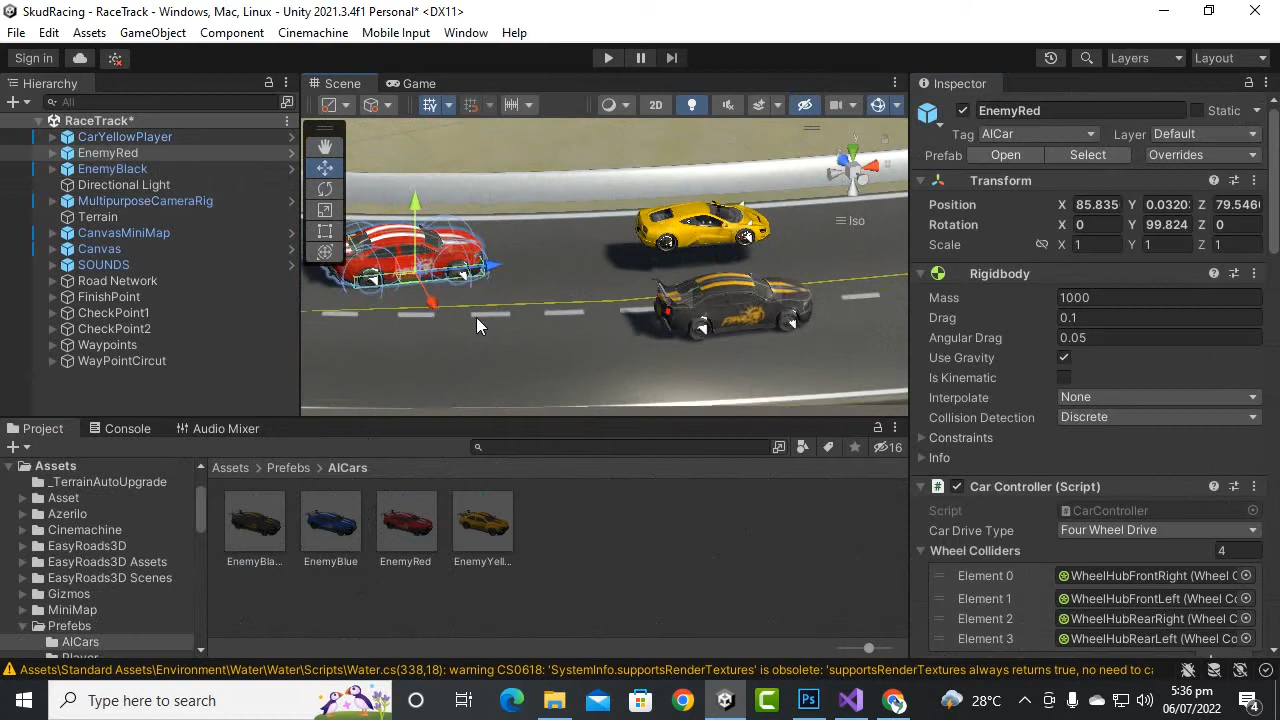 SkudRacing - RaceTrack - Windows, Mac, Linux - Unity 2021.3.4f1 Personal* <DX11>
File Edit Assets GameObject Component Cinemachine Mobile Input Window Help
Sign in Layers Layout
Hierarchy Scene Game Inspector
All 2D EnemyRed Static
RaceTrack* Tag AICar Layer Default
CarYellowPlayer Prefab Open Select Overrides
EnemyRed Transform
EnemyBlack Position X 85.835 Y 0.0320 Z 79.546
Directional Light Rotation X 0 Y 99.824 Z 0
MultipurposeCameraRig Iso Scale X 1 Y 1 Z 1
Terrain
CanvasMiniMap Rigidbody
Canvas Mass 1000
SOUNDS Drag 0.1
Road Network Angular Drag 0.05
FinishPoint Use Gravity
CheckPoint1 Is Kinematic
CheckPoint2 Interpolate None
Waypoints Collision Detection Discrete
WayPointCircut Constraints
Info
Project Console Audio Mixer
16
Assets Assets > Prefebs > AICars Car Controller (Script)
_TerrainAutoUpgrade Script CarController
Asset Car Drive Type Four Wheel Drive
Azerilo Wheel Colliders 4
Cinemachine
EasyRoads3D EnemyBla... EnemyBlue EnemyRed EnemyYell...
EasyRoads3D Assets Element 0 WheelHubFrontRight (Wheel C
EasyRoads3D Scenes Element 1 WheelHubFrontLeft (Wheel Co
Gizmos Element 2 WheelHubRearRight (Wheel C
MiniMap Element 3 WheelHubRearLeft (Wheel Co
Prefebs
AICars
Assets\Standard Assets\Environment\Water\Water\Scripts\Water.cs(338,18): warning CS0618: 'SystemInfo.supportsRenderTextures' is obsolete: 'supportsRenderTextures always returns true, no need to ca
Type here to search 28°C 5:36 pm
06/07/2022 4